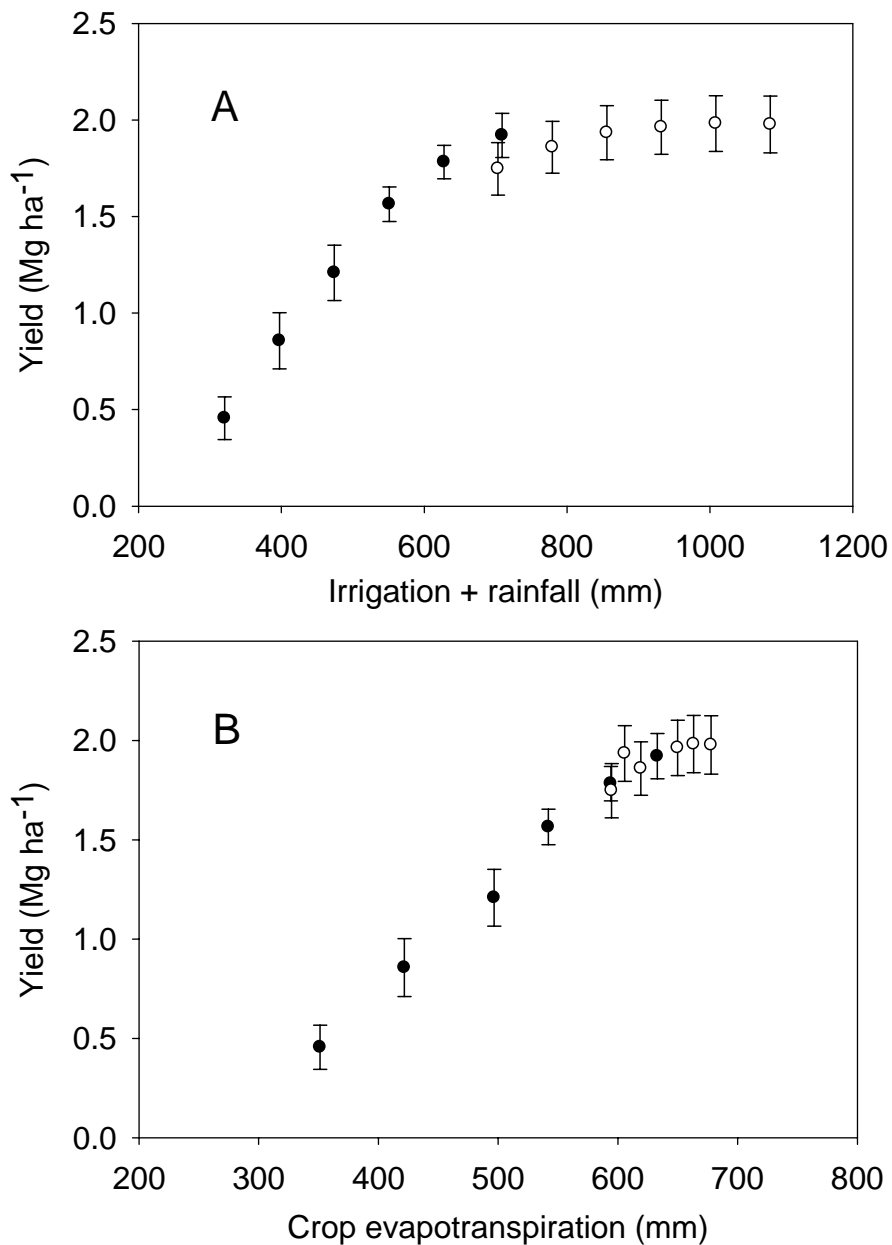 2.5
A
2.0
1.5
1.0
0.5
0.0
Yield (Mg ha⁻¹)
200 400 600 800 1000 1200
Irrigation + rainfall (mm)
2.5
B
2.0
1.5
1.0
0.5
0.0
Yield (Mg ha⁻¹)
200 300 400 500 600 700 800
Crop evapotranspiration (mm)